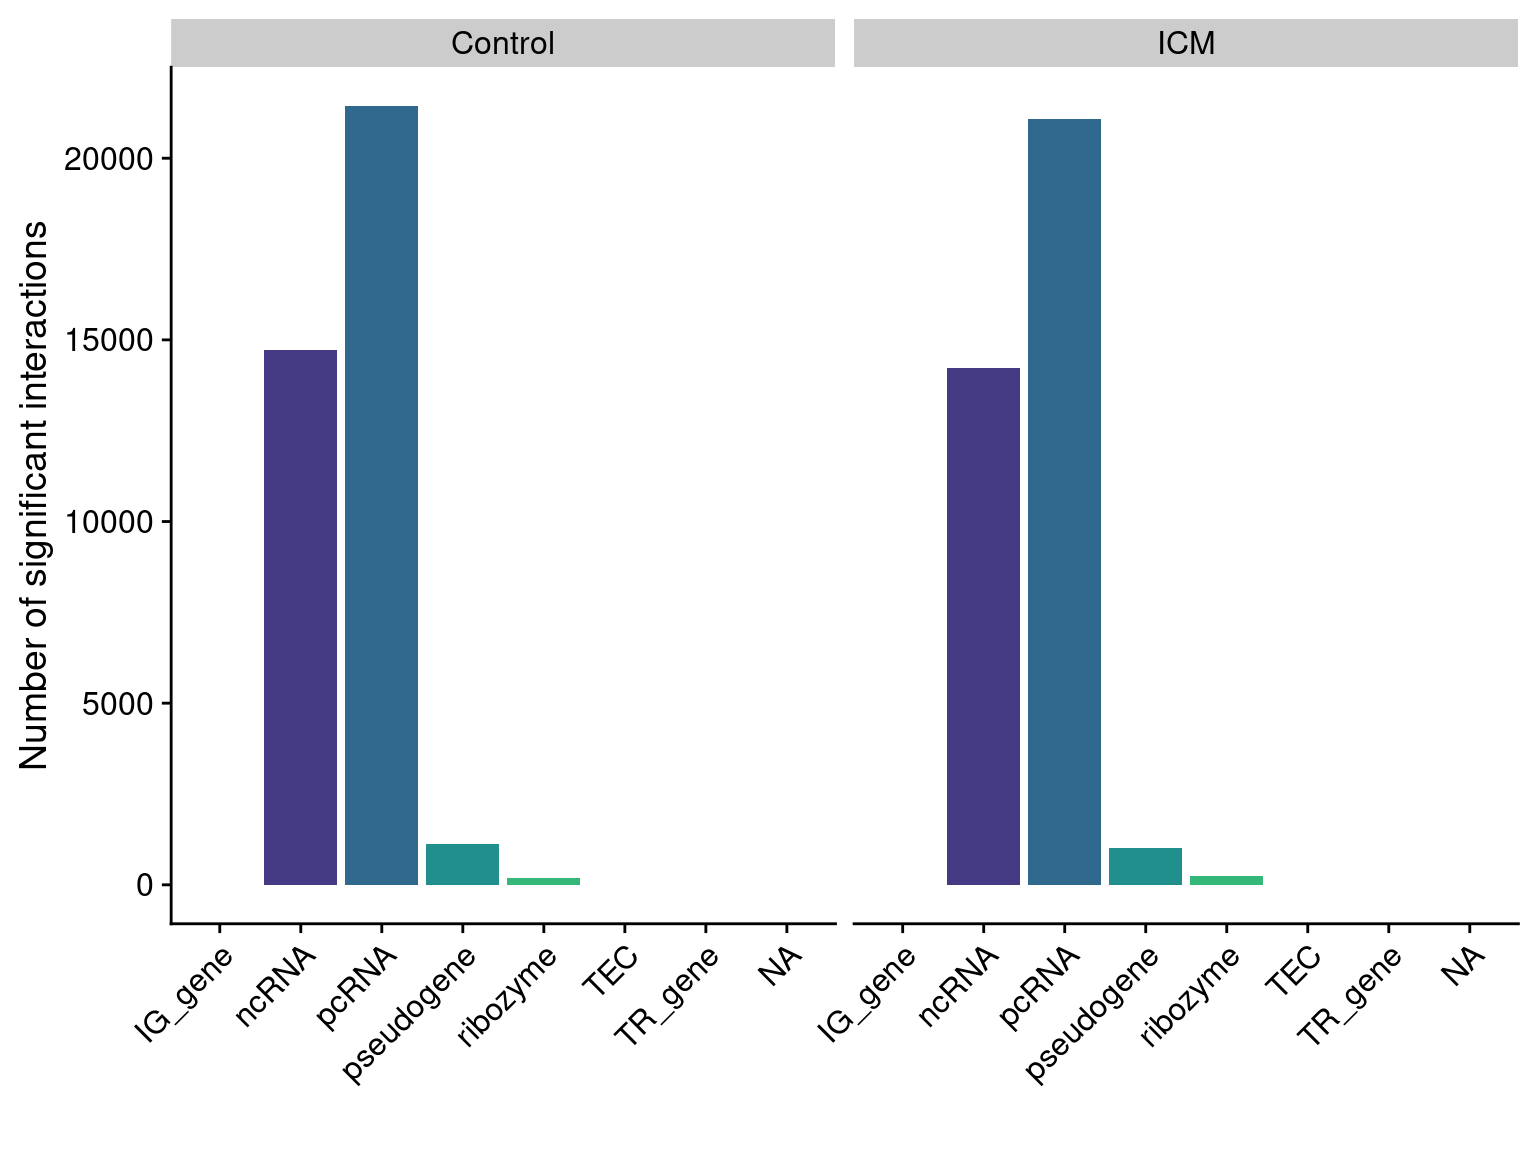 Control
ICM
Number of significant interactions
20000
15000
10000
5000
0
IG_gene
ncRNA
pcRNA
pseudogene
ribozyme
TEC
TR_gene
NA
IG_gene
ncRNA
pcRNA
pseudogene
ribozyme
TEC
TR_gene
NA